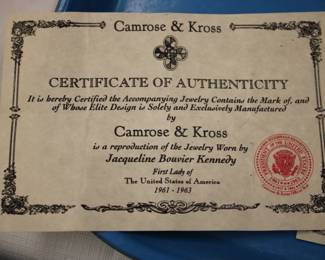 Camrose & Kross
CERTIFICATE OF AUTHENTICITY
It is hereby Certified the Accompanying Jewelry Contains the Mark of, and
of Whose Elite Design is Solely and Exclusively Manufactured
by
Camrose & Kross
is a reproduction of the Jewelry Worn by
Jacqueline Bouvier Kennedy
First Lady of
The United States of America
1961 - 1963